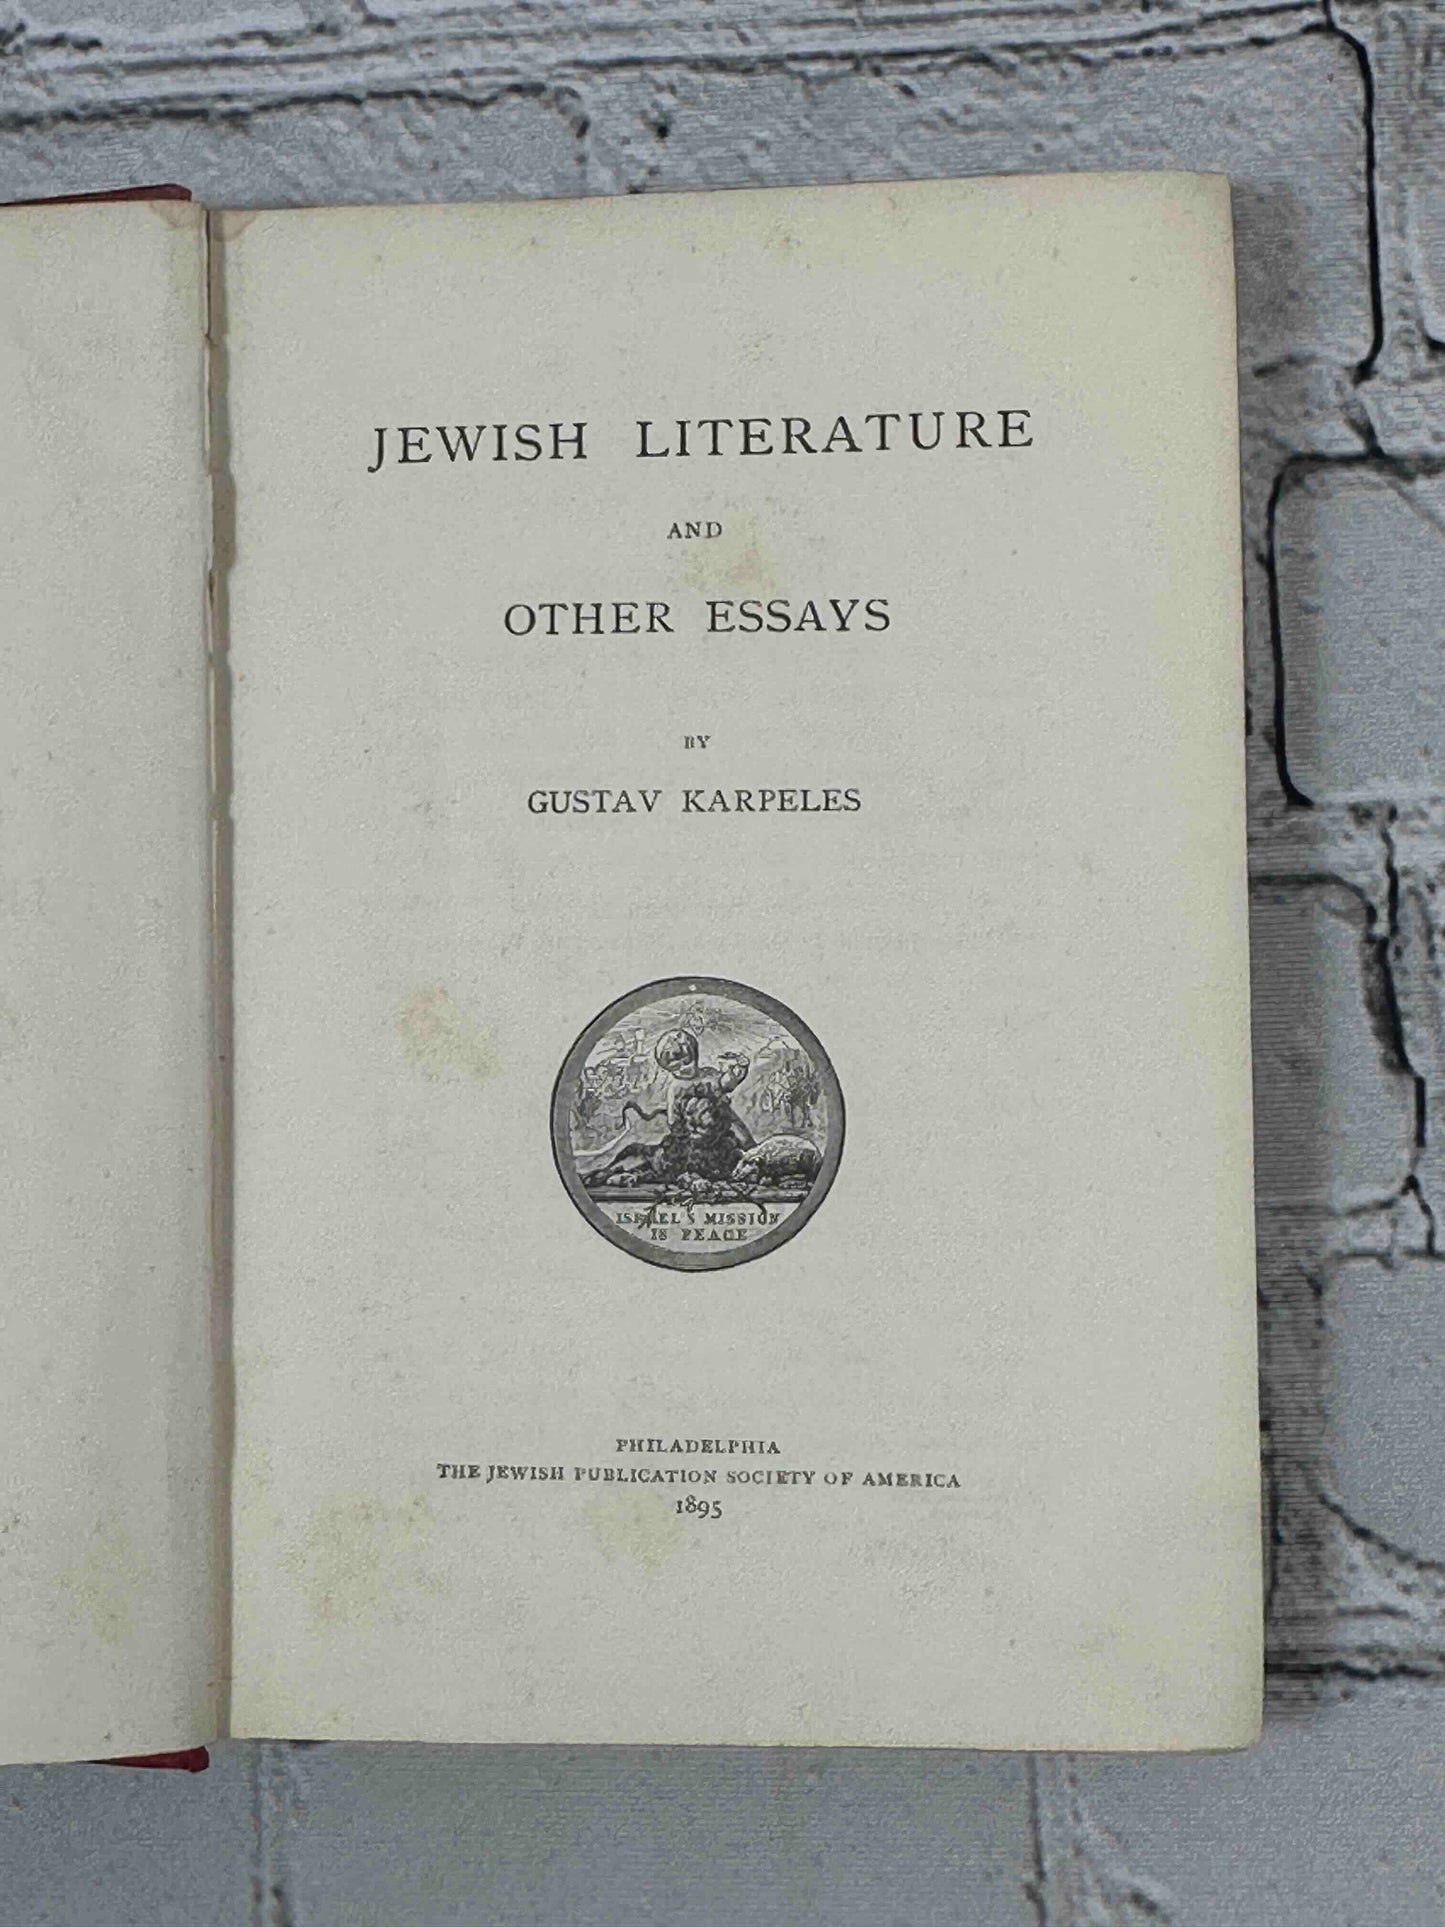 JEWISH LITERATURE
AND
OTHER ESSAYS
BY
GUSTAV KARPELES
ISRAEL'S MISSION
IS PEACE
PHILADELPHIA
THE JEWISH PUBLICATION SOCIETY OF AMERICA
1895